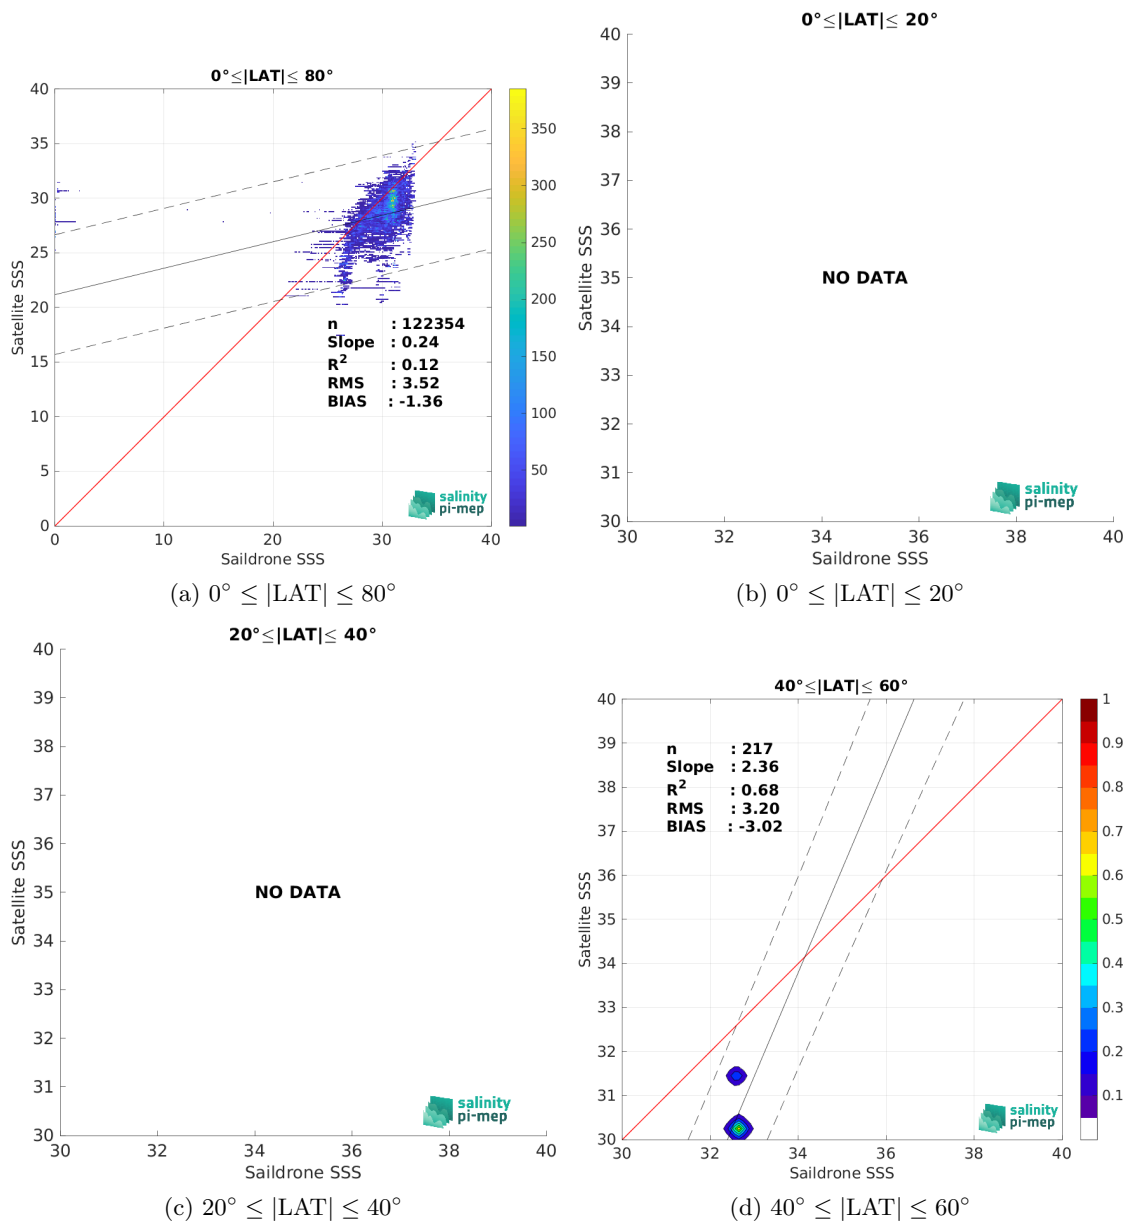 0°≤|LAT|≤ 80°
40
35
30
25
20
15
10
5
0
Satellite SSS
n : 122354
Slope : 0.24
R2 : 0.12
RMS : 3.52
BIAS : -1.36
salinity
pi-mep
0 10 20 30 40
Saildrone SSS
350
300
250
200
150
100
50
(a) 0° ≤ |LAT| ≤ 80°
0°≤|LAT|≤ 20°
40
39
38
37
36
35
34
33
32
31
30
Satellite SSS
NO DATA
salinity
pi-mep
30 32 34 36 38 40
Saildrone SSS
(b) 0° ≤ |LAT| ≤ 20°
20°≤|LAT|≤ 40°
40
39
38
37
36
35
34
33
32
31
30
Satellite SSS
NO DATA
salinity
pi-mep
30 32 34 36 38 40
Saildrone SSS
(c) 20° ≤ |LAT| ≤ 40°
40°≤|LAT|≤ 60°
40
39
38
37
36
35
34
33
32
31
30
Satellite SSS
n : 217
Slope : 2.36
R2 : 0.68
RMS : 3.20
BIAS : -3.02
salinity
pi-mep
30 32 34 36 38 40
Saildrone SSS
1
0.9
0.8
0.7
0.6
0.5
0.4
0.3
0.2
0.1
(d) 40° ≤ |LAT| ≤ 60°